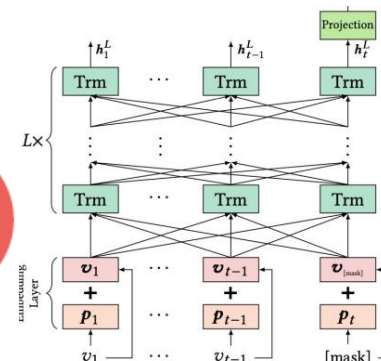 Projection
h_1^L ... h_{t-1}^L h_t^L
Trm ... Trm Trm
L×
Trm ... Trm Trm
v_1 ... v_{t-1} v_[mask]
+ + +
Layer
p_1 ... p_{t-1} p_t
v_1 ... v_{t-1} [mask]